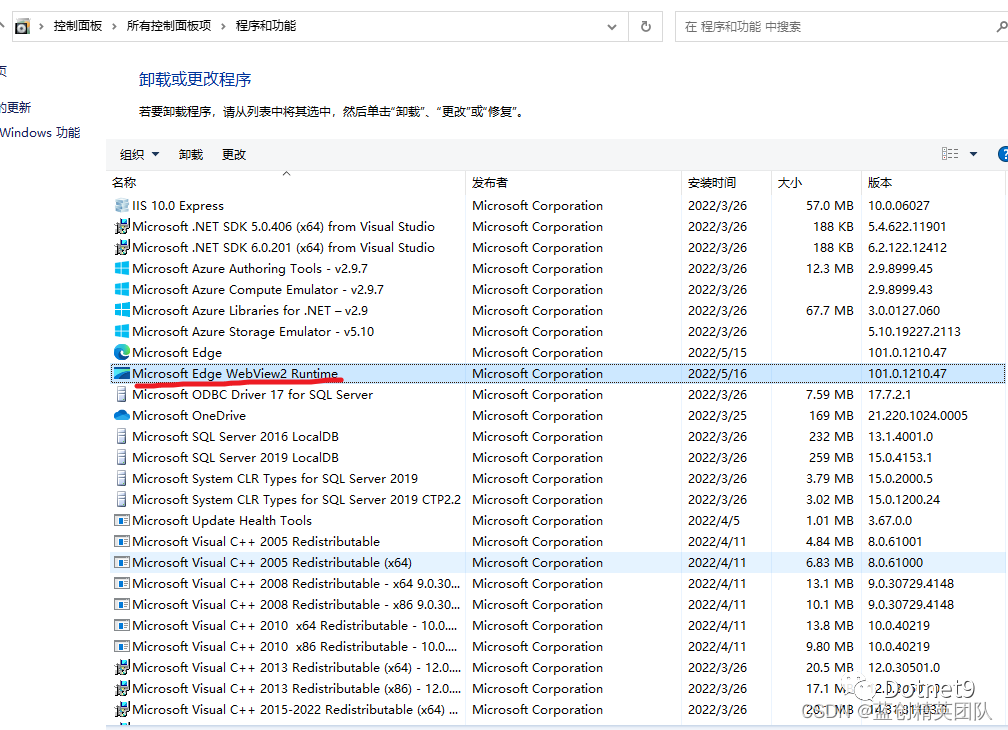 控制面板 › 所有控制面板项 › 程序和功能
在 程序和功能 中搜索
页
的更新
Windows 功能
卸载或更改程序
若要卸载程序，请从列表中将其选中，然后单击“卸载”、“更改”或“修复”。
组织 卸载 更改
名称 发布者 安装时间 大小 版本
IIS 10.0 Express Microsoft Corporation 2022/3/26 57.0 MB 10.0.06027
Microsoft .NET SDK 5.0.406 (x64) from Visual Studio Microsoft Corporation 2022/3/26 188 KB 5.4.622.11901
Microsoft .NET SDK 6.0.201 (x64) from Visual Studio Microsoft Corporation 2022/3/26 188 KB 6.2.122.12412
Microsoft Azure Authoring Tools - v2.9.7 Microsoft Corporation 2022/3/26 12.3 MB 2.9.8999.45
Microsoft Azure Compute Emulator - v2.9.7 Microsoft Corporation 2022/3/26 2.9.8999.43
Microsoft Azure Libraries for .NET – v2.9 Microsoft Corporation 2022/3/26 67.7 MB 3.0.0127.060
Microsoft Azure Storage Emulator - v5.10 Microsoft Corporation 2022/3/26 5.10.19227.2113
Microsoft Edge Microsoft Corporation 2022/5/15 101.0.1210.47
Microsoft Edge WebView2 Runtime Microsoft Corporation 2022/5/16 101.0.1210.47
Microsoft ODBC Driver 17 for SQL Server Microsoft Corporation 2022/3/26 7.59 MB 17.7.2.1
Microsoft OneDrive Microsoft Corporation 2022/3/25 169 MB 21.220.1024.0005
Microsoft SQL Server 2016 LocalDB Microsoft Corporation 2022/3/26 232 MB 13.1.4001.0
Microsoft SQL Server 2019 LocalDB Microsoft Corporation 2022/3/26 259 MB 15.0.4153.1
Microsoft System CLR Types for SQL Server 2019 Microsoft Corporation 2022/3/26 3.79 MB 15.0.2000.5
Microsoft System CLR Types for SQL Server 2019 CTP2.2 Microsoft Corporation 2022/3/26 3.02 MB 15.0.1200.24
Microsoft Update Health Tools Microsoft Corporation 2022/4/5 1.01 MB 3.67.0.0
Microsoft Visual C++ 2005 Redistributable Microsoft Corporation 2022/4/11 4.84 MB 8.0.61001
Microsoft Visual C++ 2005 Redistributable (x64) Microsoft Corporation 2022/4/11 6.83 MB 8.0.61000
Microsoft Visual C++ 2008 Redistributable - x64 9.0.30... Microsoft Corporation 2022/4/11 13.1 MB 9.0.30729.4148
Microsoft Visual C++ 2008 Redistributable - x86 9.0.30... Microsoft Corporation 2022/4/11 10.1 MB 9.0.30729.4148
Microsoft Visual C++ 2010 x64 Redistributable - 10.0.... Microsoft Corporation 2022/4/11 13.8 MB 10.0.40219
Microsoft Visual C++ 2010 x86 Redistributable - 10.0.... Microsoft Corporation 2022/4/11 9.80 MB 10.0.40219
Microsoft Visual C++ 2013 Redistributable (x64) - 12.0.... Microsoft Corporation 2022/3/26 20.5 MB 12.0.30501.0
Microsoft Visual C++ 2013 Redistributable (x86) - 12.0.... Microsoft Corporation 2022/3/26 17.1 MB
Microsoft Visual C++ 2015-2022 Redistributable (x64) ... Microsoft Corporation 2022/3/26
Dotnet9
CSDN @蓝创精英团队